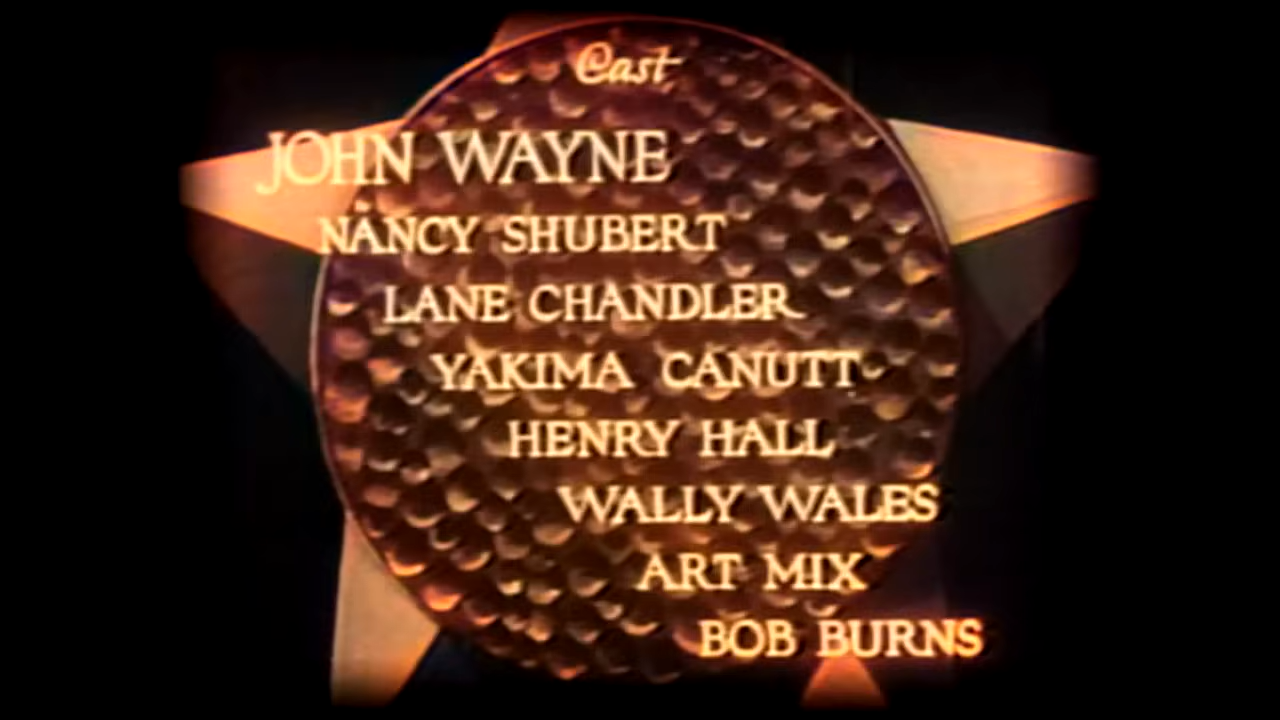 Cast
JOHN WAYNE
NANCY SHUBERT
LANE CHANDLER
YAKIMA CANUTT
HENRY HALL
WALLY WALES
ART MIX
BOB BURNS